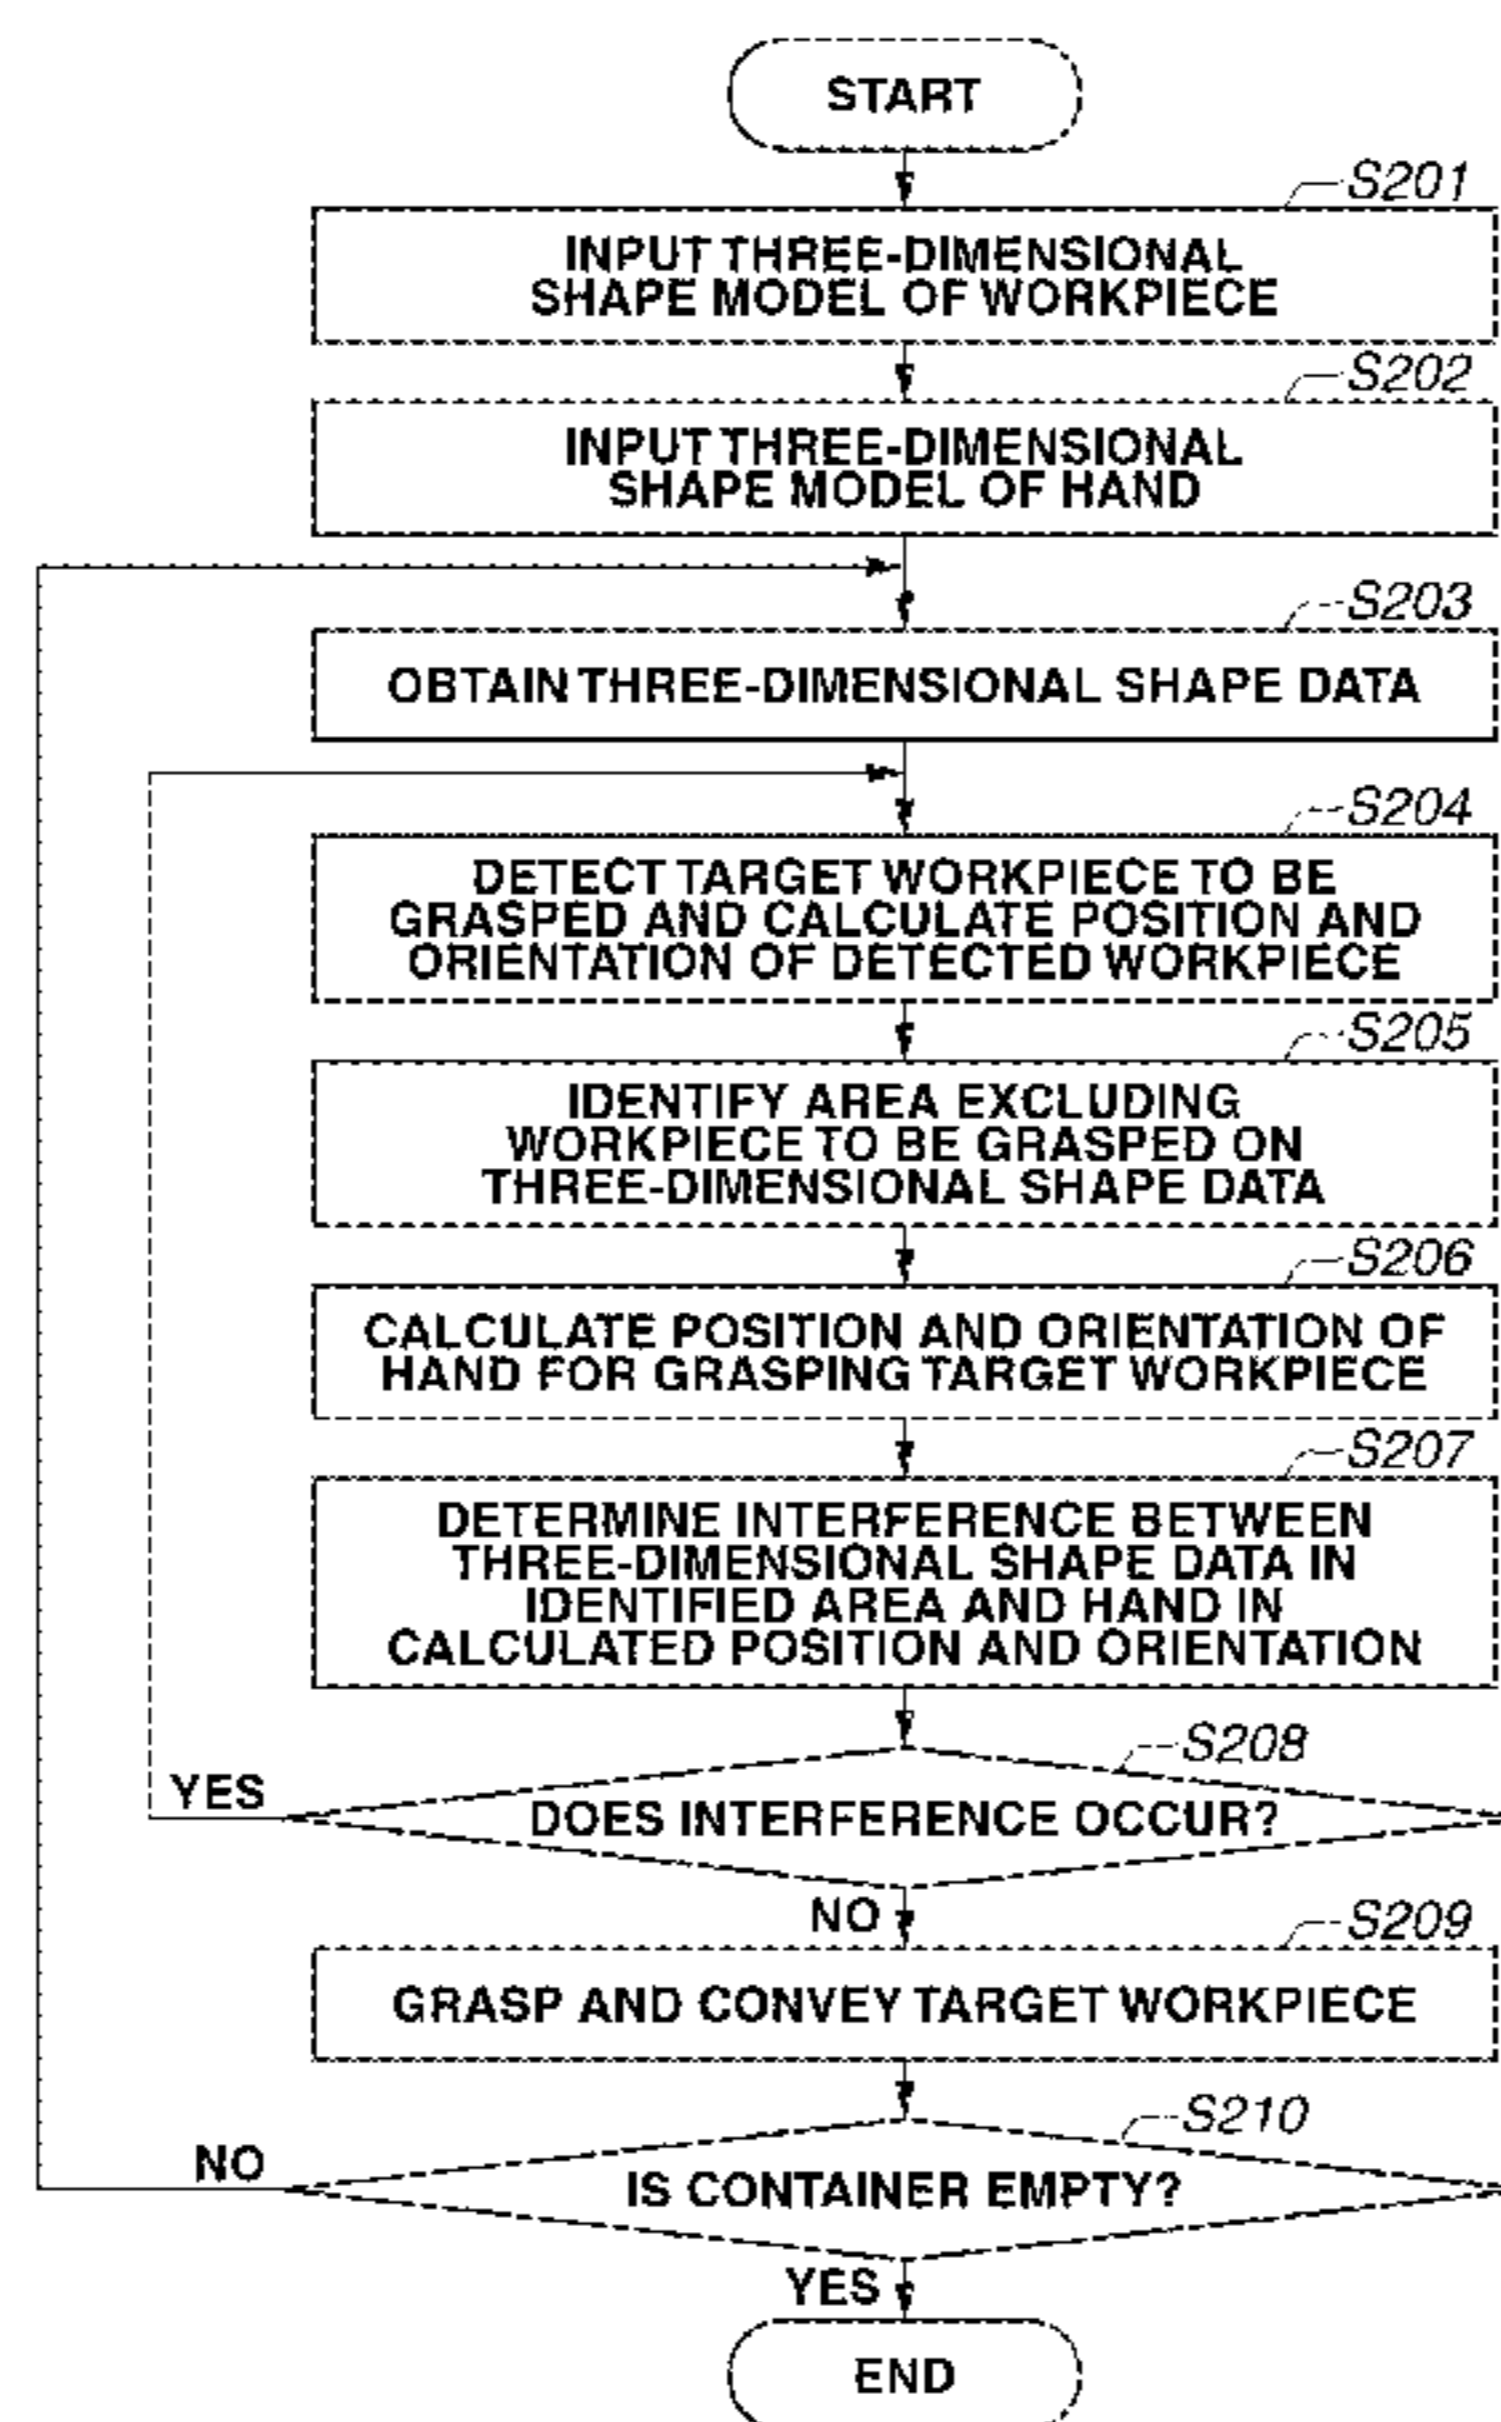 START
S201
INPUT THREE-DIMENSIONAL
SHAPE MODEL OF WORKPIECE
S202
INPUT THREE-DIMENSIONAL
SHAPE MODEL OF HAND
S203
OBTAIN THREE-DIMENSIONAL SHAPE DATA
S204
DETECT TARGET WORKPIECE TO BE
GRASPED AND CALCULATE POSITION AND
ORIENTATION OF DETECTED WORKPIECE
S205
IDENTIFY AREA EXCLUDING
WORKPIECE TO BE GRASPED ON
THREE-DIMENSIONAL SHAPE DATA
S206
CALCULATE POSITION AND ORIENTATION OF
HAND FOR GRASPING TARGET WORKPIECE
S207
DETERMINE INTERFERENCE BETWEEN
THREE-DIMENSIONAL SHAPE DATA IN
IDENTIFIED AREA AND HAND IN
CALCULATED POSITION AND ORIENTATION
S208
YES
DOES INTERFERENCE OCCUR?
NO
S209
GRASP AND CONVEY TARGET WORKPIECE
S210
NO
IS CONTAINER EMPTY?
YES
END